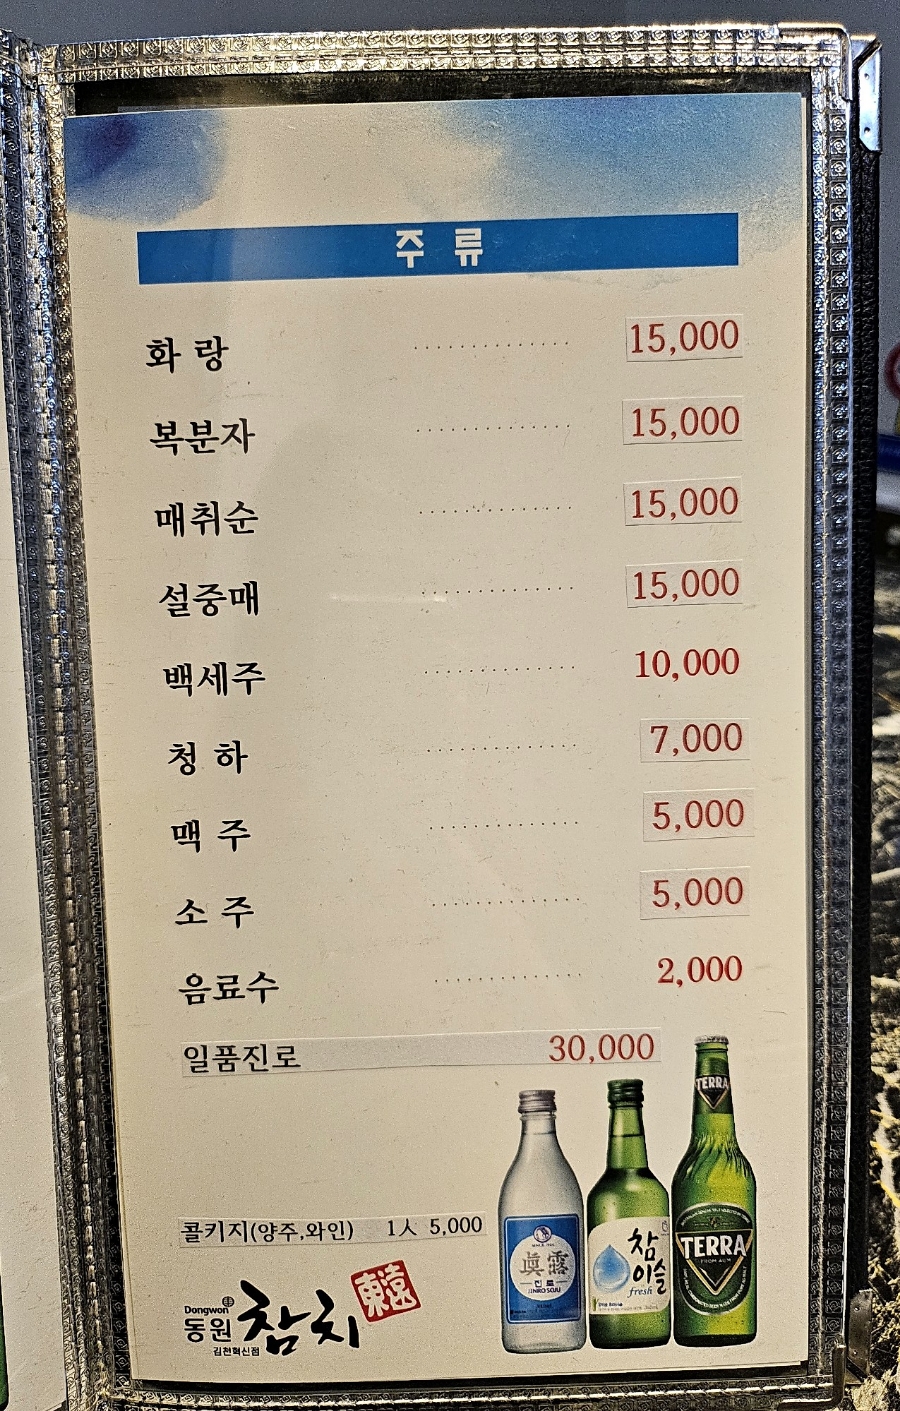 주 류
화 랑 15,000
복분자 15,000
매취순 15,000
설중매 15,000
백세주 10,000
청 하 7,000
맥 주 5,000
소 주 5,000
음료수 2,000
일품진로 30,000
콜키지(양주,와인) 1人 5,000
Dongwon
동원 참치 東遠
김천혁신점
眞露
진로
JINRO SOJU
참이슬
fresh
TERRA
TERRA